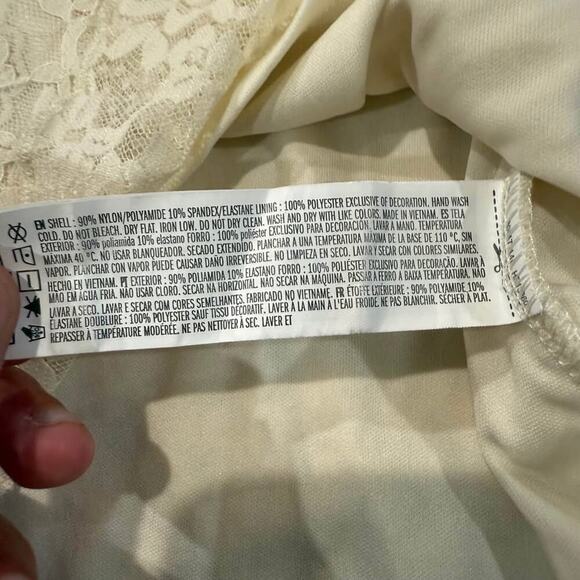 EN SHELL : 90% NYLON/POLYAMIDE 10% SPANDEX/ELASTANE LINING : 100% POLYESTER EXCLUSIVE OF DECORATION. HAND WASH
COLD. DO NOT BLEACH. DRY FLAT. IRON LOW. DO NOT DRY CLEAN. WASH AND DRY WITH LIKE COLORS. MADE IN VIETNAM. ES TELA
EXTERIOR : 90% poliamida 10% elastano FORRO : 100% poliéster EXCLUSIVO PARA DECORACIÓN. LAVAR A MANO. TEMPERATURA
MÁXIMA 40 °C. NO USAR BLANQUEADOR. SECADO EXTENDIDO. PLANCHAR A UNA TEMPERATURA MÁXIMA DE LA BASE DE 110 °C, SIN
VAPOR. PLANCHAR CON VAPOR PUEDE CAUSAR DAÑO IRREVERSIBLE. NO LIMPIEZA EN SECO. LAVAR Y SECAR CON COLORES SIMILARES.
HECHO EN VIETNAM. PT EXTERIOR : 90% POLIAMIDA 10% ELASTANO FORRO : 100% POLIÉSTER EXCLUSIVO PARA DECORAÇÃO. LAVAR À
MÃO EM ÁGUA FRIA. NÃO USAR CLORO. SECAR NA HORIZONTAL. NÃO SECAR NA MÁQUINA. PASSAR A FERRO A BAIXA TEMPERATURA. NÃO
LAVAR A SECO. LAVAR E SECAR COM CORES SEMELHANTES. FABRICADO NO VIETNAM. FR ÉTOFFE EXTÉRIEURE : 90% POLYAMIDE 10%
ÉLASTANE DOUBLURE : 100% POLYESTER SAUF TISSU DÉCORATIF. LAVER À LA MAIN À L'EAU FROIDE. NE PAS BLANCHIR. SÉCHER À PLAT.
REPASSER À TEMPÉRATURE MODÉRÉE. NE PAS NETTOYER À SEC. LAVER ET